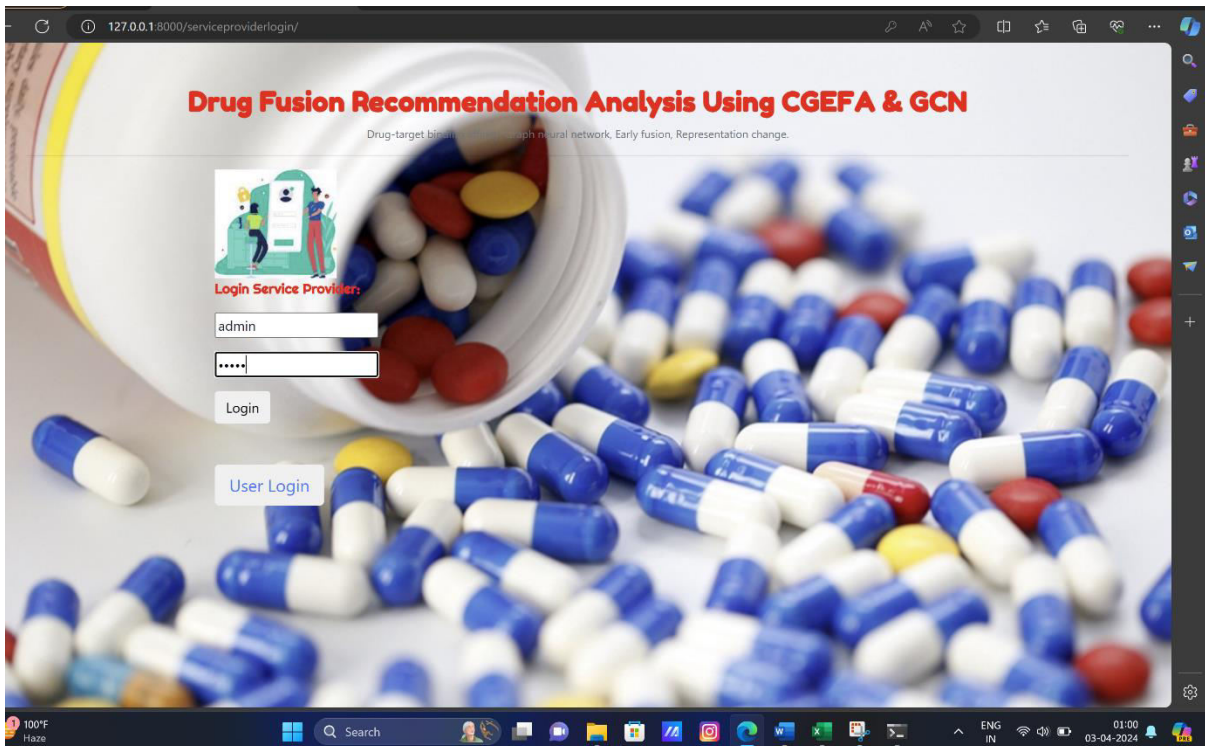 127.0.0.1:8000/serviceproviderlogin/
Drug Fusion Recommendation Analysis Using CGEFA & GCN
Drug-target neural network, Early fusion, Representation change.
Login Service Provider:
admin
•••••
Login
User Login
1
100°F
Haze
Search
ENG
IN
01:00
03-04-2024
PRE